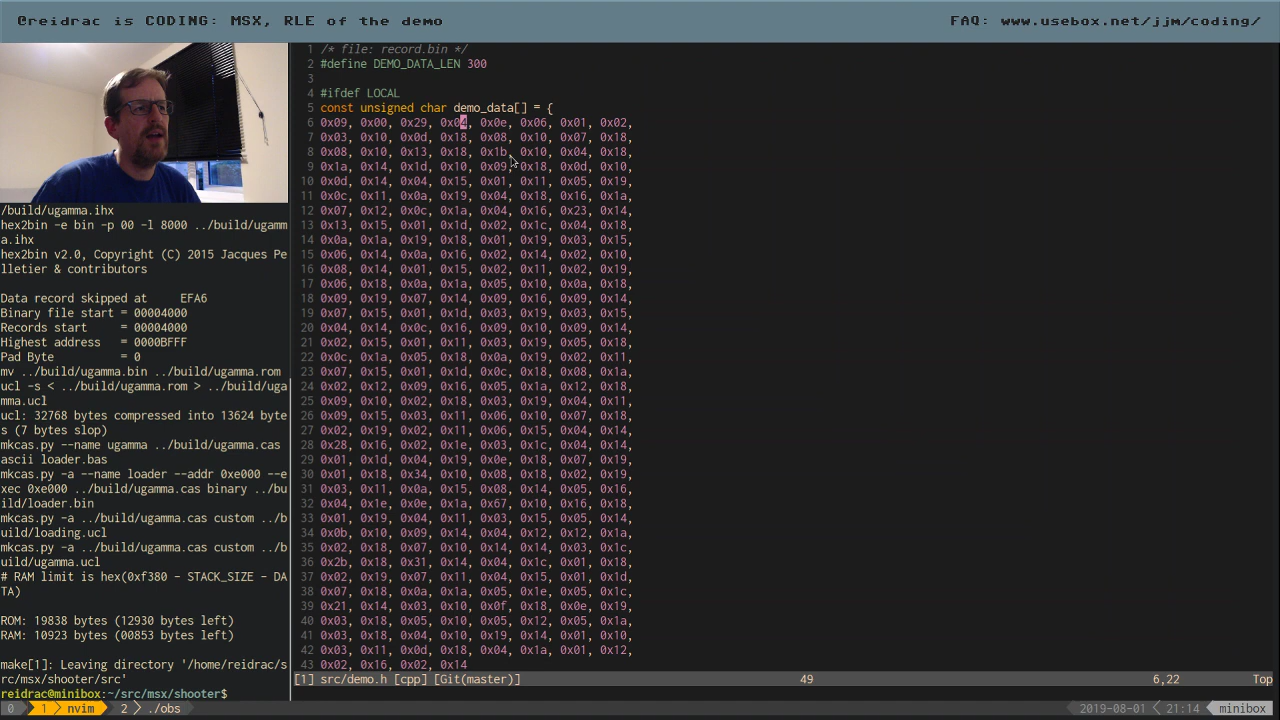 @reidrac is CODING: MSX, RLE of the demo
FAQ: www.usebox.net/jjm/coding/
/build/ugamma.ihx
hex2bin -e bin -p 00 -l 8000 ../build/ugamm
a.ihx
hex2bin v2.0, Copyright (C) 2015 Jacques Pe
lletier & contributors
Data record skipped at     EFA6
Binary file start = 00004000
Records start     = 00004000
Highest address   = 0000BFFF
Pad Byte          = 0
mv ../build/ugamma.bin ../build/ugamma.rom
ucl -s < ../build/ugamma.rom > ../build/uga
mma.ucl
ucl: 32768 bytes compressed into 13624 byte
s (7 bytes slop)
mkcas.py --name ugamma ../build/ugamma.cas
ascii loader.bas
mkcas.py -a --name loader --addr 0xe000 --e
xec 0xe000 ../build/ugamma.cas binary ../bu
ild/loader.bin
mkcas.py -a ../build/ugamma.cas custom ../b
uild/loading.ucl
mkcas.py -a ../build/ugamma.cas custom ../b
uild/ugamma.ucl
# RAM limit is hex(0xf380 - STACK_SIZE - DA
TA)
ROM: 19838 bytes (12930 bytes left)
RAM: 10923 bytes (00853 bytes left)
make[1]: Leaving directory '/home/reidrac/s
rc/msx/shooter/src'
reidrac@minibox:~/src/msx/shooter$
1 /* file: record.bin */
2 #define DEMO_DATA_LEN 300
3
4 #ifdef LOCAL
5 const unsigned char demo_data[] = {
6 0x09, 0x00, 0x29, 0x04, 0x0e, 0x06, 0x01, 0x02,
7 0x03, 0x10, 0x0d, 0x18, 0x08, 0x10, 0x07, 0x18,
8 0x08, 0x10, 0x13, 0x18, 0x1b, 0x10, 0x04, 0x18,
9 0x1a, 0x14, 0x1d, 0x10, 0x09, 0x18, 0x0d, 0x10,
10 0x0d, 0x14, 0x04, 0x15, 0x01, 0x11, 0x05, 0x19,
11 0x0c, 0x11, 0x0a, 0x19, 0x04, 0x18, 0x16, 0x1a,
12 0x07, 0x12, 0x0c, 0x1a, 0x04, 0x16, 0x23, 0x14,
13 0x13, 0x15, 0x01, 0x1d, 0x02, 0x1c, 0x04, 0x18,
14 0x0a, 0x1a, 0x19, 0x18, 0x01, 0x19, 0x03, 0x15,
15 0x06, 0x14, 0x0a, 0x16, 0x02, 0x14, 0x02, 0x10,
16 0x08, 0x14, 0x01, 0x15, 0x02, 0x11, 0x02, 0x19,
17 0x06, 0x18, 0x0a, 0x1a, 0x05, 0x10, 0x0a, 0x18,
18 0x09, 0x19, 0x07, 0x14, 0x09, 0x16, 0x09, 0x14,
19 0x07, 0x15, 0x01, 0x1d, 0x03, 0x19, 0x03, 0x15,
20 0x04, 0x14, 0x0c, 0x16, 0x09, 0x10, 0x09, 0x14,
21 0x02, 0x15, 0x01, 0x11, 0x03, 0x19, 0x05, 0x18,
22 0x0c, 0x1a, 0x05, 0x18, 0x0a, 0x19, 0x02, 0x11,
23 0x07, 0x15, 0x01, 0x1d, 0x0c, 0x18, 0x08, 0x1a,
24 0x02, 0x12, 0x09, 0x16, 0x05, 0x1a, 0x12, 0x18,
25 0x09, 0x10, 0x02, 0x18, 0x03, 0x19, 0x04, 0x11,
26 0x09, 0x15, 0x03, 0x11, 0x06, 0x10, 0x07, 0x18,
27 0x02, 0x19, 0x02, 0x11, 0x06, 0x15, 0x04, 0x14,
28 0x28, 0x16, 0x02, 0x1e, 0x03, 0x1c, 0x04, 0x14,
29 0x01, 0x1d, 0x04, 0x19, 0x0e, 0x18, 0x07, 0x19,
30 0x01, 0x18, 0x34, 0x10, 0x08, 0x18, 0x02, 0x19,
31 0x03, 0x11, 0x0a, 0x15, 0x08, 0x14, 0x05, 0x16,
32 0x04, 0x1e, 0x0e, 0x1a, 0x67, 0x10, 0x16, 0x18,
33 0x01, 0x19, 0x04, 0x11, 0x03, 0x15, 0x05, 0x14,
34 0x0b, 0x10, 0x09, 0x14, 0x04, 0x12, 0x12, 0x1a,
35 0x02, 0x18, 0x07, 0x10, 0x14, 0x14, 0x03, 0x1c,
36 0x2b, 0x18, 0x31, 0x14, 0x04, 0x1c, 0x01, 0x18,
37 0x02, 0x19, 0x07, 0x11, 0x04, 0x15, 0x01, 0x1d,
38 0x07, 0x18, 0x0a, 0x1a, 0x05, 0x1e, 0x05, 0x1c,
39 0x21, 0x14, 0x03, 0x10, 0x0f, 0x18, 0x0e, 0x19,
40 0x03, 0x18, 0x05, 0x10, 0x05, 0x12, 0x05, 0x1a,
41 0x03, 0x18, 0x04, 0x10, 0x19, 0x14, 0x01, 0x10,
42 0x03, 0x11, 0x0d, 0x18, 0x04, 0x1a, 0x01, 0x12,
43 0x02, 0x16, 0x02, 0x14
[1] src/demo.h [cpp] [Git(master)] 49 6,22 Top
0 1 nvim 2 ./obs 2019-08-01 21:14 minibox